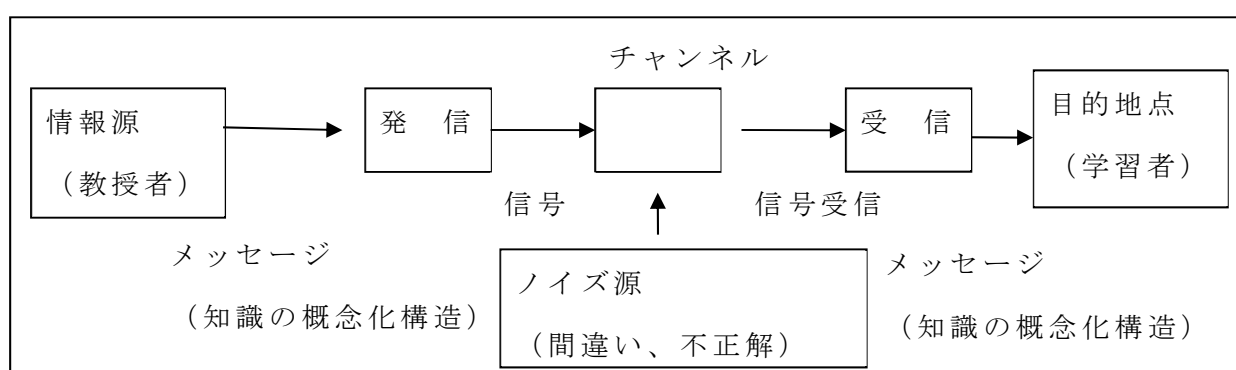 チャンネル
情報源
（教授者）
発　信
受　信
目的地点
（学習者）
信号
信号受信
メッセージ
（知識の概念化構造）
ノイズ源
（間違い、不正解）
メッセージ
（知識の概念化構造）